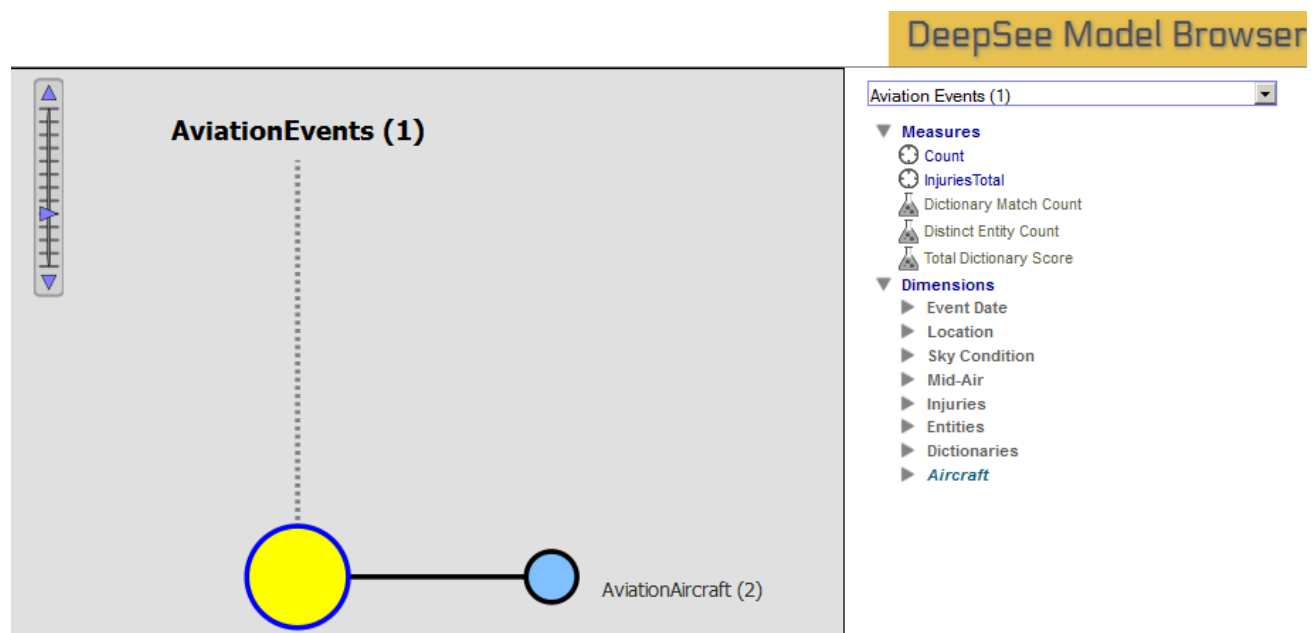 DeepSee Model Browser
AviationEvents (1)
AviationAircraft (2)
Aviation Events (1)
Measures
Count
InjuriesTotal
Dictionary Match Count
Distinct Entity Count
Total Dictionary Score
Dimensions
Event Date
Location
Sky Condition
Mid-Air
Injuries
Entities
Dictionaries
Aircraft